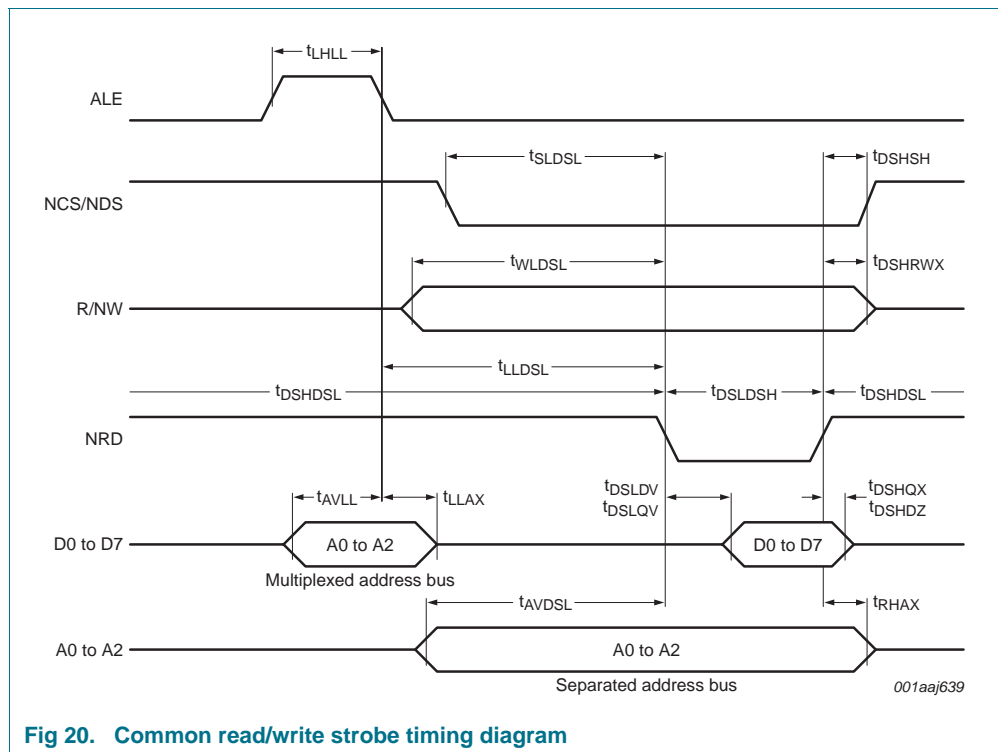 tLHLL
ALE
tSLDSL
tDSHSH
NCS/NDS
tWLDSL
tDSHRWX
R/NW
tLLDSL
tDSHDSL
tDSLDSH
tDSHDSL
NRD
tAVLL
tLLAX
tDSLDV
tDSLQV
tDSHQX
tDSHDZ
D0 to D7
A0 to A2
D0 to D7
Multiplexed address bus
tAVDSL
tRHAX
A0 to A2
A0 to A2
Separated address bus
001aaj639
Fig 20. Common read/write strobe timing diagram